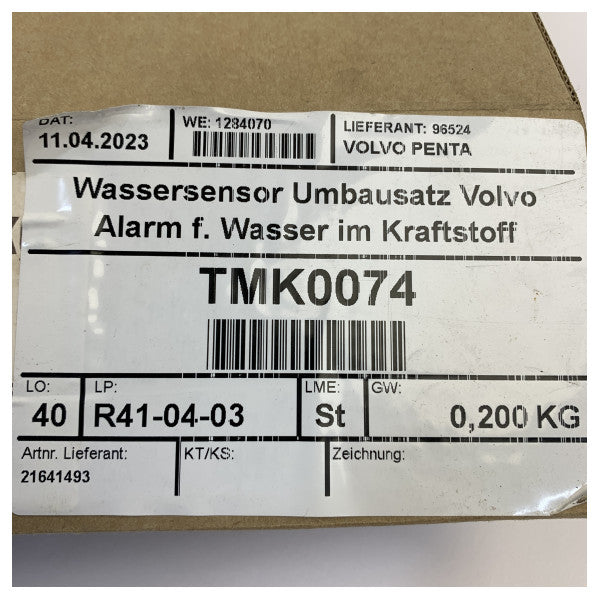 DAT:
11.04.2023
WE: 1284070
LIEFERANT: 96524
VOLVO PENTA
Wassersensor Umbausatz Volvo
Alarm f. Wasser im Kraftstoff
TMK0074
LO:
40
LP:
R41-04-03
LME:
St
GW:
0,200 KG
Artnr. Lieferant:
21641493
KT/KS:
Zeichnung: